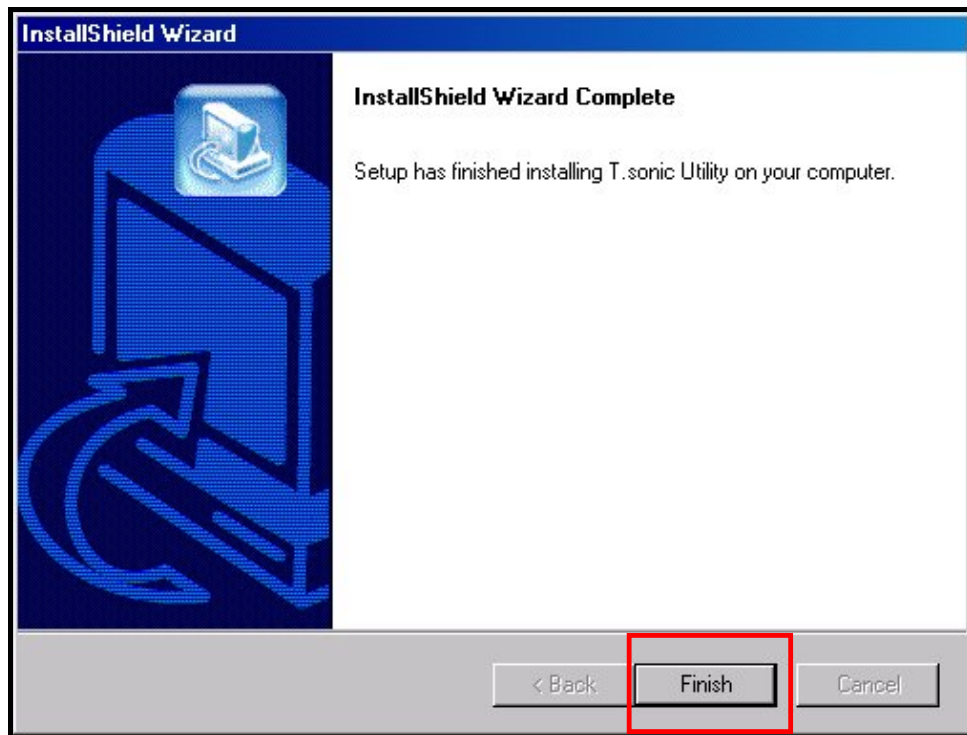 InstallShield Wizard
InstallShield Wizard Complete
Setup has finished installing T.sonic Utility on your computer.
< Back Finish Cancel